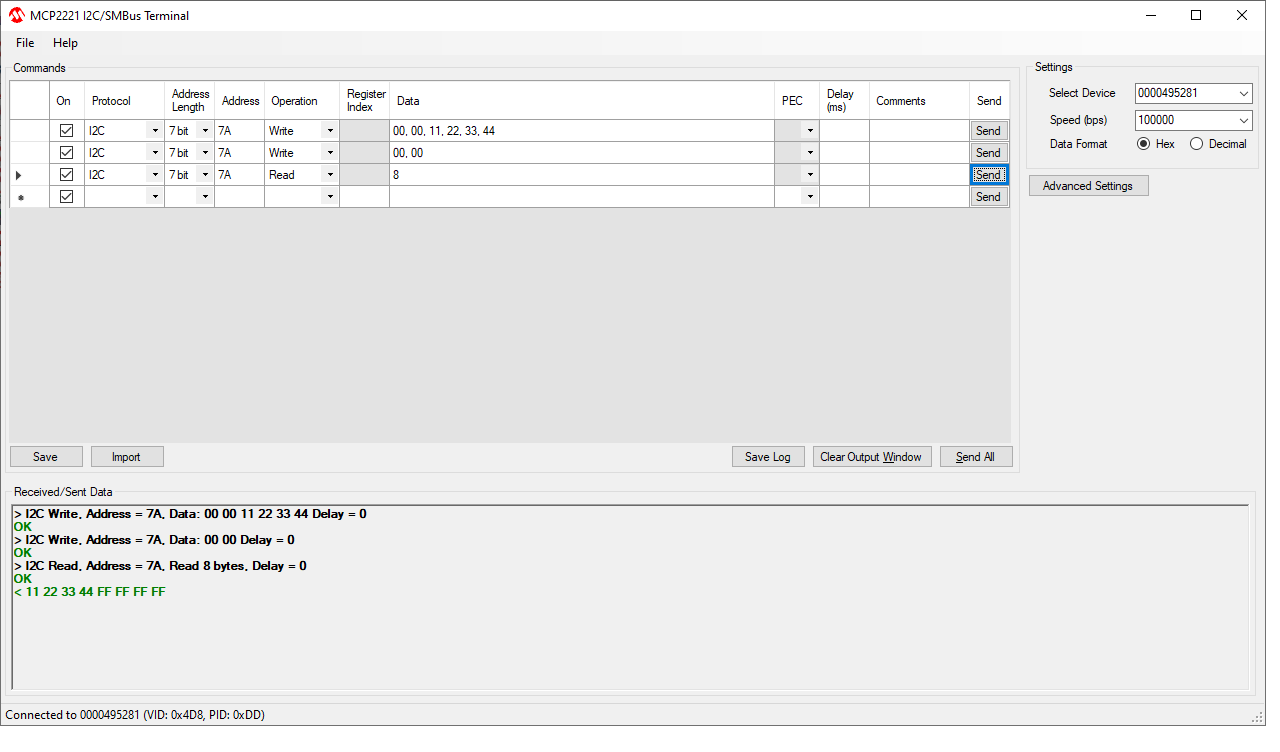 MCP2221 I2C/SMBus Terminal
File Help
Commands
On Protocol Address Length Address Operation Register Index Data PEC Delay (ms) Comments Send
I2C 7 bit 7A Write 00, 00, 11, 22, 33, 44 Send
I2C 7 bit 7A Write 00, 00 Send
I2C 7 bit 7A Read 8 Send
Send
Settings
Select Device 0000495281
Speed (bps) 100000
Data Format Hex Decimal
Advanced Settings
Save Import Save Log Clear Output Window Send All
Received/Sent Data
> I2C Write, Address = 7A, Data: 00 00 11 22 33 44 Delay = 0
OK
> I2C Write, Address = 7A, Data: 00 00 Delay = 0
OK
> I2C Read, Address = 7A, Read 8 bytes, Delay = 0
OK
< 11 22 33 44 FF FF FF FF
Connected to 0000495281 (VID: 0x4D8, PID: 0xDD)